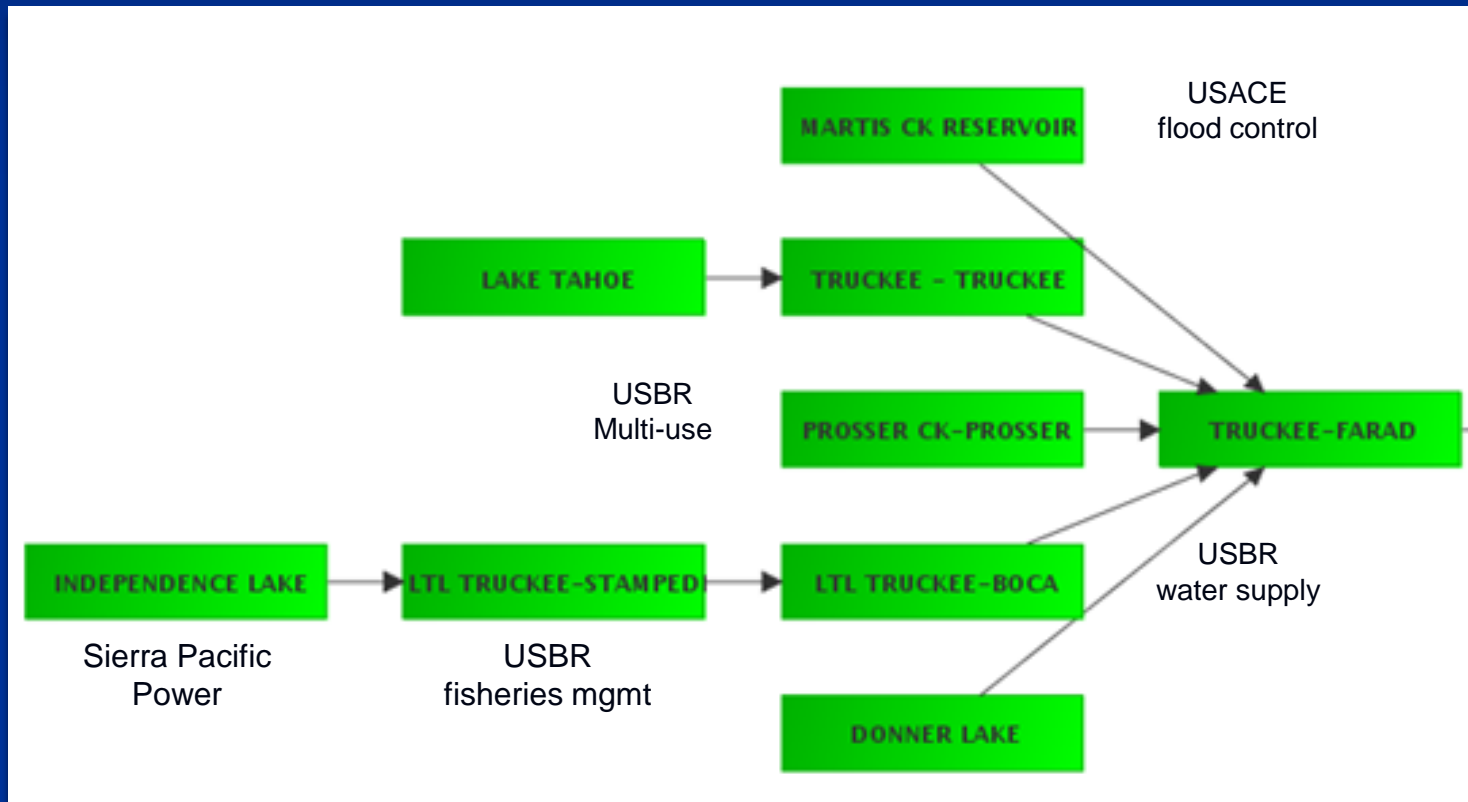 MARTIS CK RESERVOIR
USACE
flood control
LAKE TAHOE
TRUCKEE - TRUCKEE
USBR
Multi-use
PROSSER CK-PROSSER
TRUCKEE-FARAD
INDEPENDENCE LAKE
LTL TRUCKEE-STAMPED
LTL TRUCKEE-BOCA
USBR
water supply
Sierra Pacific
Power
USBR
fisheries mgmt
DONNER LAKE